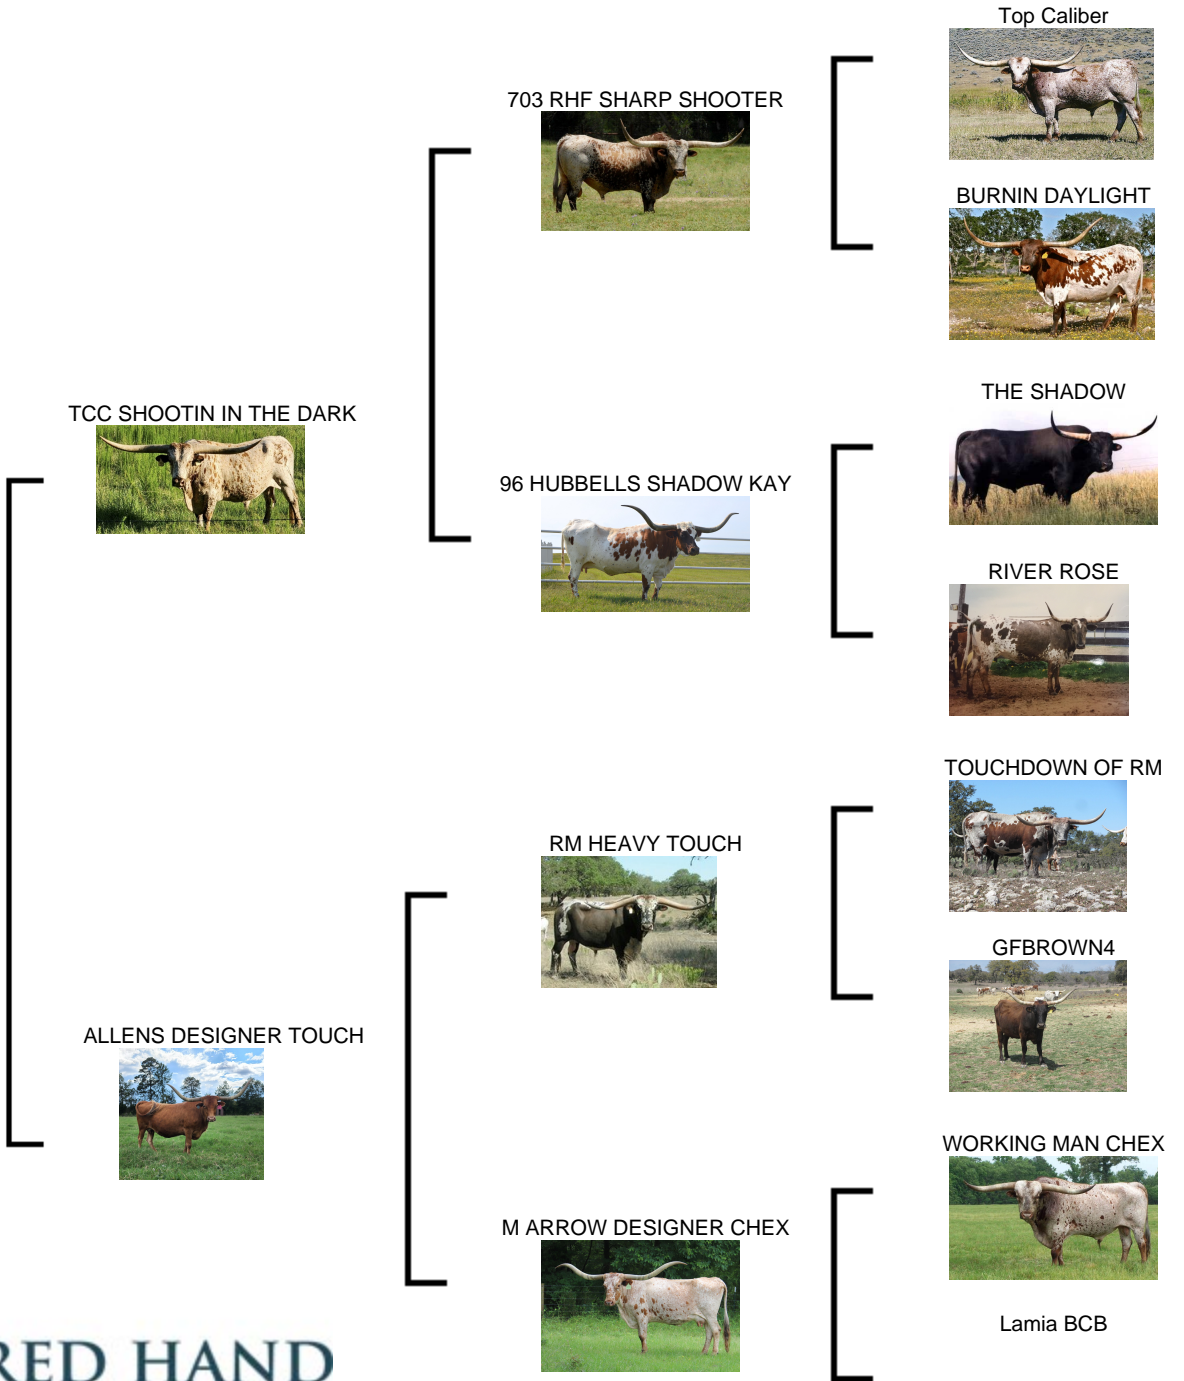 Top Caliber
703 RHF SHARP SHOOTER
BURNIN DAYLIGHT
TCC SHOOTIN IN THE DARK
THE SHADOW
96 HUBBELLS SHADOW KAY
RIVER ROSE
TOUCHDOWN OF RM
RM HEAVY TOUCH
GFBROWN4
ALLENS DESIGNER TOUCH
WORKING MAN CHEX
M ARROW DESIGNER CHEX
Lamia BCB
RED HAND